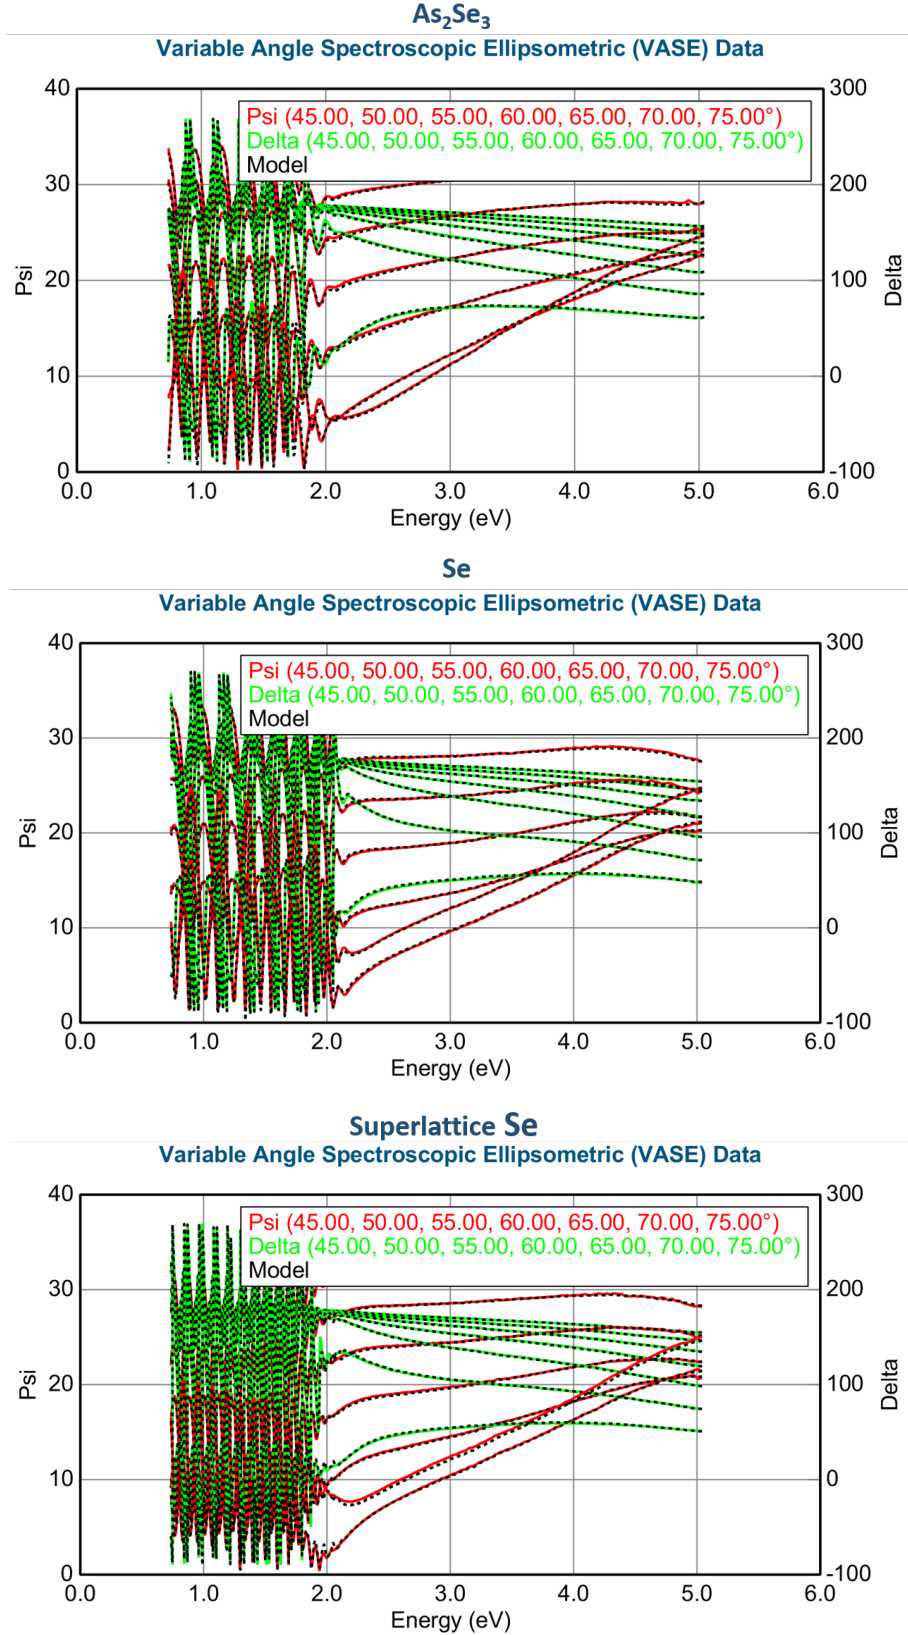 As₂Se₃
Variable Angle Spectroscopic Ellipsometric (VASE) Data
40
300
Psi (45.00, 50.00, 55.00, 60.00, 65.00, 70.00, 75.00°)
Delta (45.00, 50.00, 55.00, 60.00, 65.00, 70.00, 75.00°)
Model
30
200
Psi
20
100
Delta
10
0
0
-100
0.0 1.0 2.0 3.0 4.0 5.0 6.0
Energy (eV)
Se
Variable Angle Spectroscopic Ellipsometric (VASE) Data
40
300
Psi (45.00, 50.00, 55.00, 60.00, 65.00, 70.00, 75.00°)
Delta (45.00, 50.00, 55.00, 60.00, 65.00, 70.00, 75.00°)
Model
30
200
Psi
20
100
Delta
10
0
0
-100
0.0 1.0 2.0 3.0 4.0 5.0 6.0
Energy (eV)
Superlattice Se
Variable Angle Spectroscopic Ellipsometric (VASE) Data
40
300
Psi (45.00, 50.00, 55.00, 60.00, 65.00, 70.00, 75.00°)
Delta (45.00, 50.00, 55.00, 60.00, 65.00, 70.00, 75.00°)
Model
30
200
Psi
20
100
Delta
10
0
0
-100
0.0 1.0 2.0 3.0 4.0 5.0 6.0
Energy (eV)